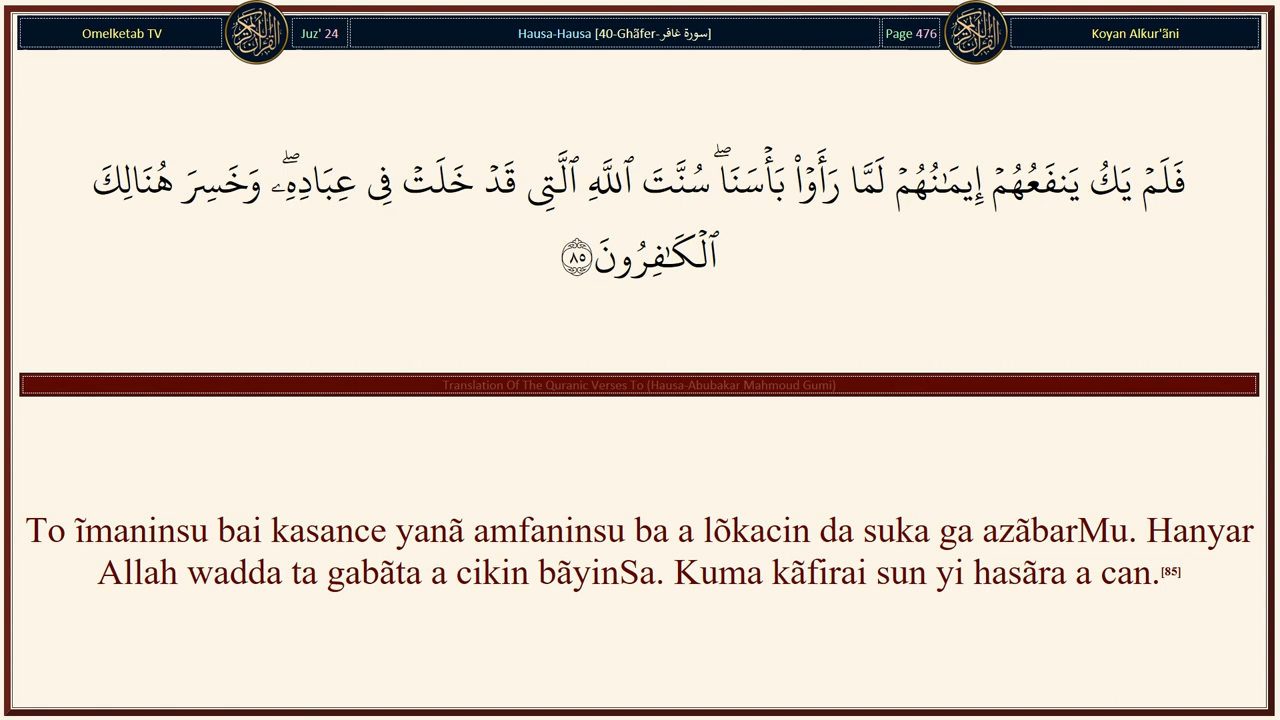 Omelketab TV
Juz' 24
Hausa-Hausa [40-Ghãfer-سورة غافر]
Page 476
Koyan Alƙur'ãni
فَلَمْ يَكُ يَنفَعُهُمْ إِيمَـٰنُهُمْ لَمَّا رَأَوْا۟ بَأْسَنَا ۖ سُنَّتَ ٱللَّهِ ٱلَّتِى قَدْ خَلَتْ فِى عِبَادِهِۦ ۖ وَخَسِرَ هُنَالِكَ
ٱلْكَـٰفِرُونَ ٨٥
Translation Of The Quranic Verses To (Hausa-Abubakar Mahmoud Gumi)
To ĩmaninsu bai kasance yanã amfaninsu ba a lõkacin da suka ga azãbarMu. Hanyar
Allah wadda ta gabãta a cikin bãyinSa. Kuma kãfirai sun yi hasãra a can.[85]